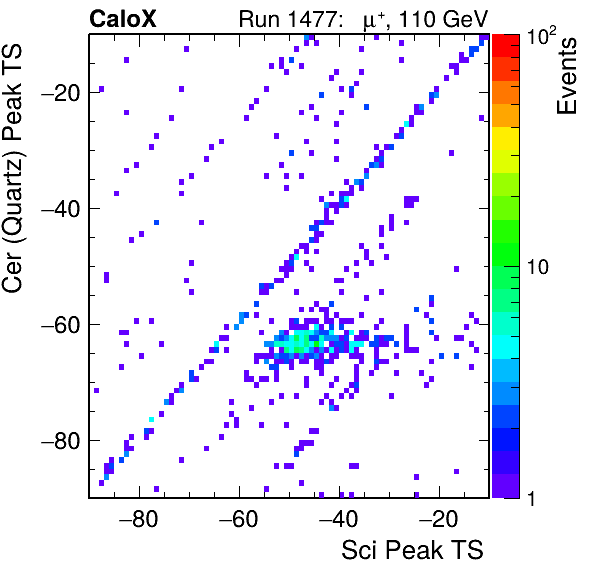 CaloX Run 1477: μ⁺, 110 GeV
Cer (Quartz) Peak TS
−20
−40
−60
−80
−80 −60 −40 −20
Sci Peak TS
10²
10
1
Events